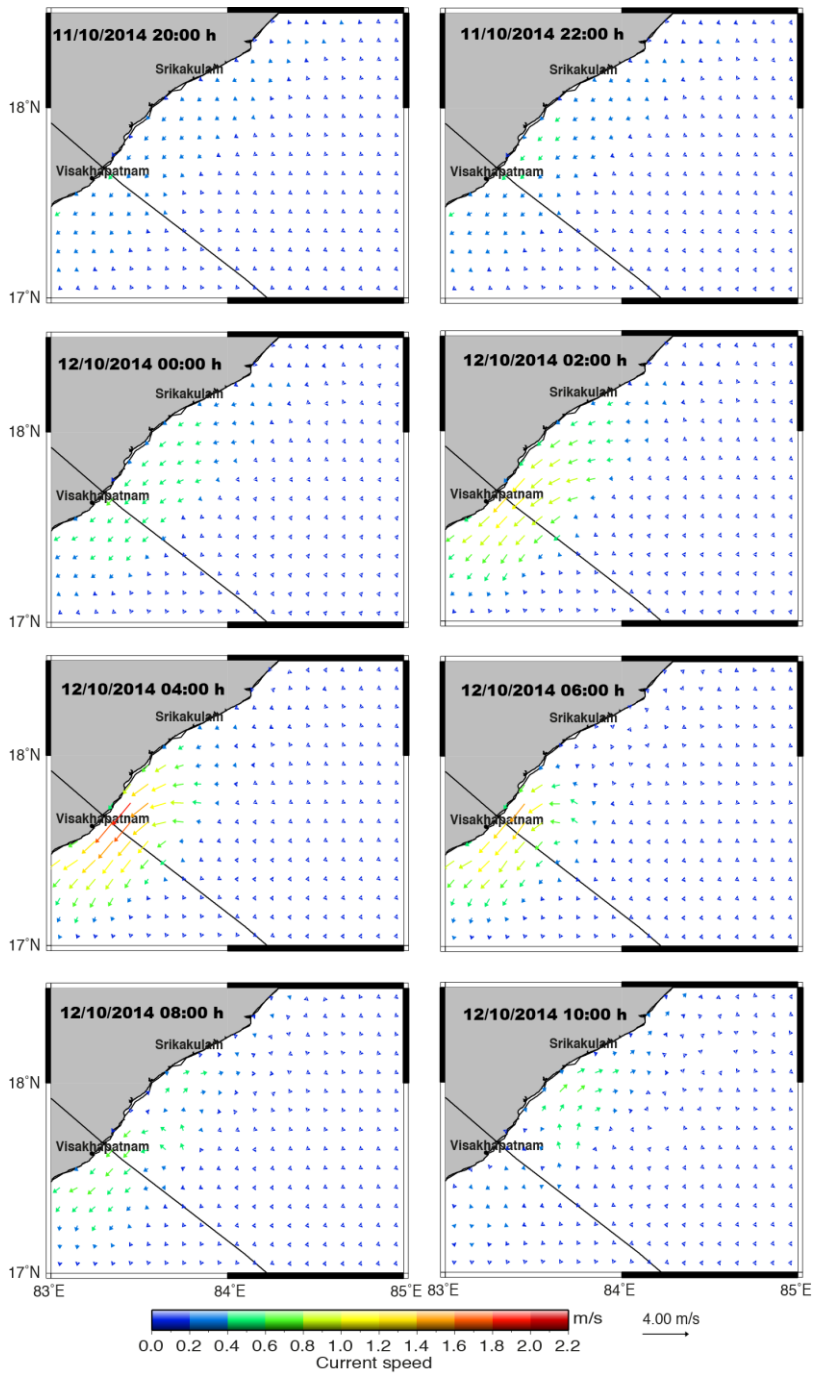 11/10/2014 20:00 h
Srikakulam
18°N
Visakhapatnam
17°N
11/10/2014 22:00 h
Srikakulam
Visakhapatnam
12/10/2014 00:00 h
Srikakulam
18°N
Visakhapatnam
17°N
12/10/2014 02:00 h
Srikakulam
Visakhapatnam
12/10/2014 04:00 h
Srikakulam
18°N
Visakhapatnam
17°N
12/10/2014 06:00 h
Srikakulam
Visakhapatnam
12/10/2014 08:00 h
Srikakulam
18°N
Visakhapatnam
17°N
83°E 84°E 85°E
12/10/2014 10:00 h
Srikakulam
Visakhapatnam
83°E 84°E 85°E
m/s
0.0 0.2 0.4 0.6 0.8 1.0 1.2 1.4 1.6 1.8 2.0 2.2
Current speed
4.00 m/s